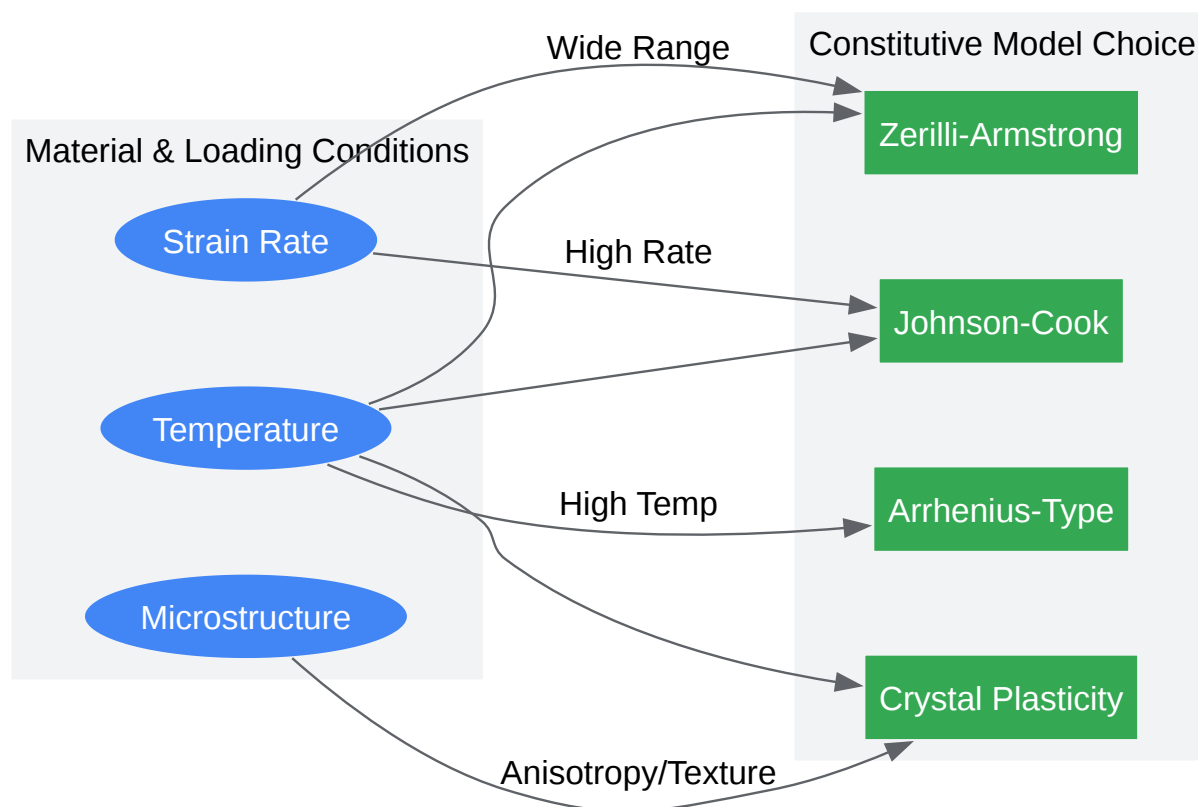 Material & Loading Conditions
Strain Rate
Temperature
Microstructure
Wide Range
High Rate
High Temp
Anisotropy/Texture
Constitutive Model Choice
Zerilli-Armstrong
Johnson-Cook
Arrhenius-Type
Crystal Plasticity